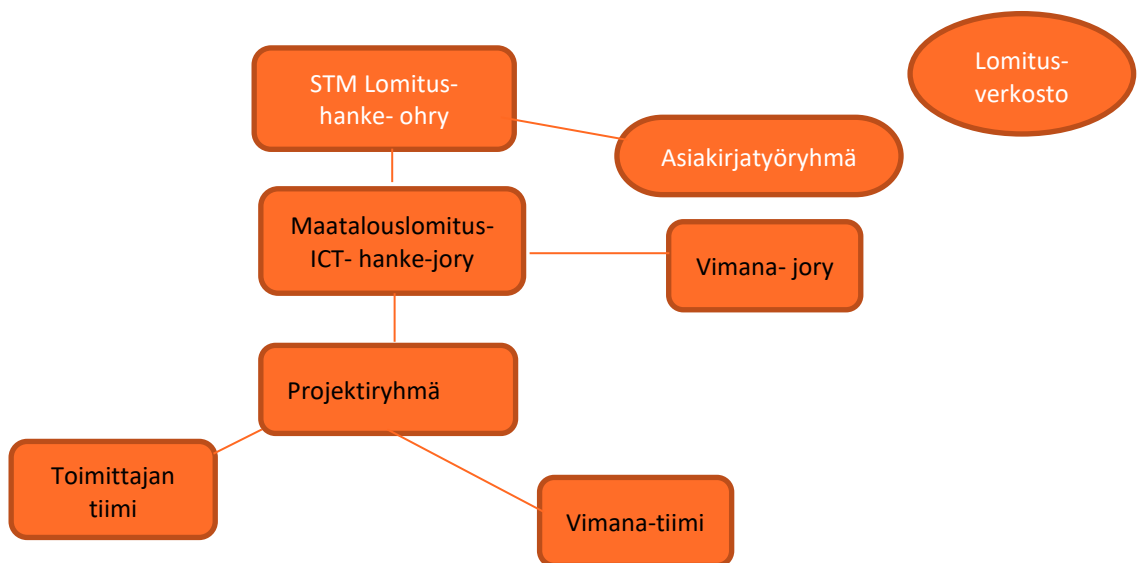 STM Lomitus-
hanke- ohry
Lomitus-
verkosto
Asiakirjatyöryhmä
Maatalouslomitus-
ICT- hanke-jory
Vimana- jory
Projektiryhmä
Toimittajan
tiimi
Vimana-tiimi